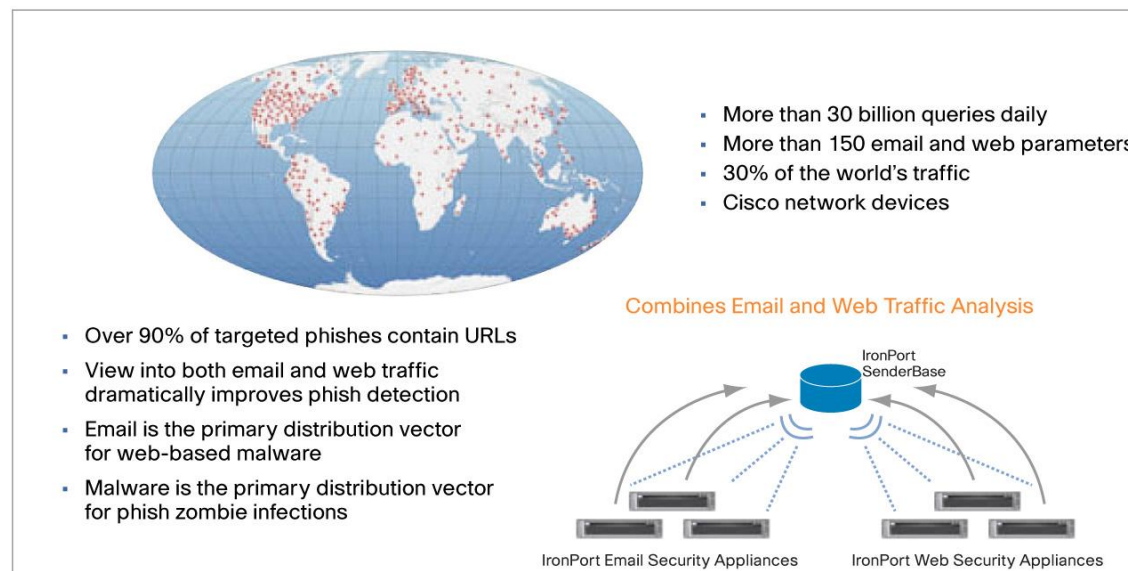 More than 30 billion queries daily
More than 150 email and web parameters
30% of the world's traffic
Cisco network devices
Over 90% of targeted phishes contain URLs
View into both email and web traffic
dramatically improves phish detection
Email is the primary distribution vector
for web-based malware
Malware is the primary distribution vector
for phish zombie infections
Combines Email and Web Traffic Analysis
IronPort
SenderBase
IronPort Email Security Appliances
IronPort Web Security Appliances